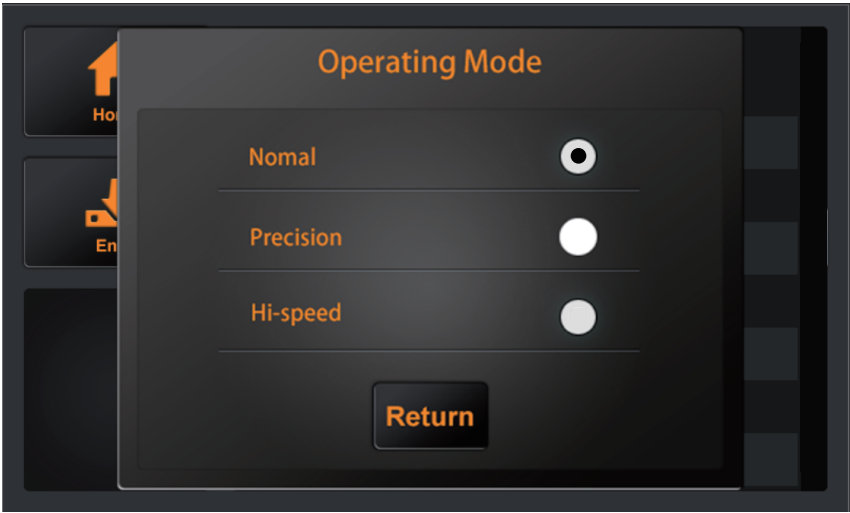 Operating Mode
Nomal
Precision
Hi-speed
Return